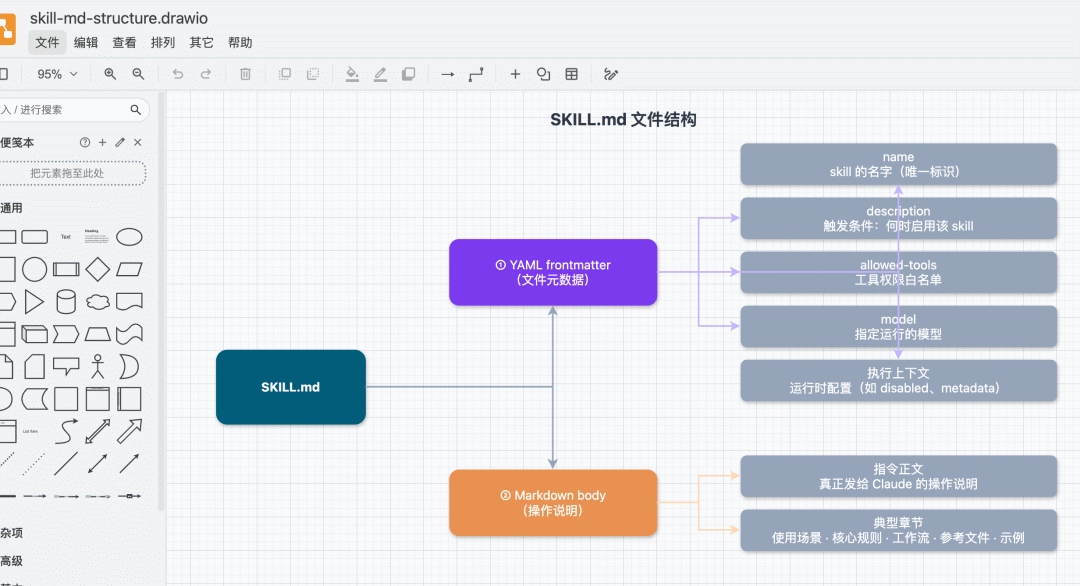 skill-md-structure.drawio
文件 编辑 查看 排列 其它 帮助
95%
入 / 进行搜索
便笺本
把元素拖至此处
通用
Text
Heading
List Item
杂项
高级
SKILL.md 文件结构
SKILL.md
① YAML frontmatter
（文件元数据）
name
skill 的名字（唯一标识）
description
触发条件：何时启用该 skill
allowed-tools
工具权限白名单
model
指定运行的模型
执行上下文
运行时配置（如 disabled、metadata）
② Markdown body
（操作说明）
指令正文
真正发给 Claude 的操作说明
典型章节
使用场景 · 核心规则 · 工作流 · 参考文件 · 示例